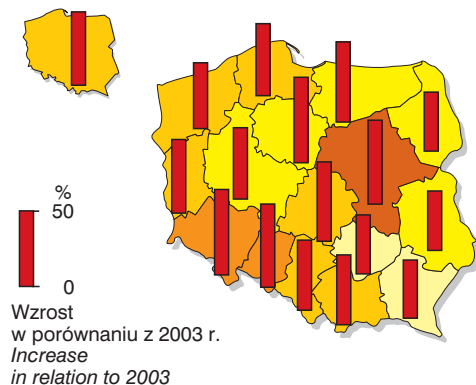 %
50
0
Wzrost
w porównaniu z 2003 r.
Increase
in relation to 2003